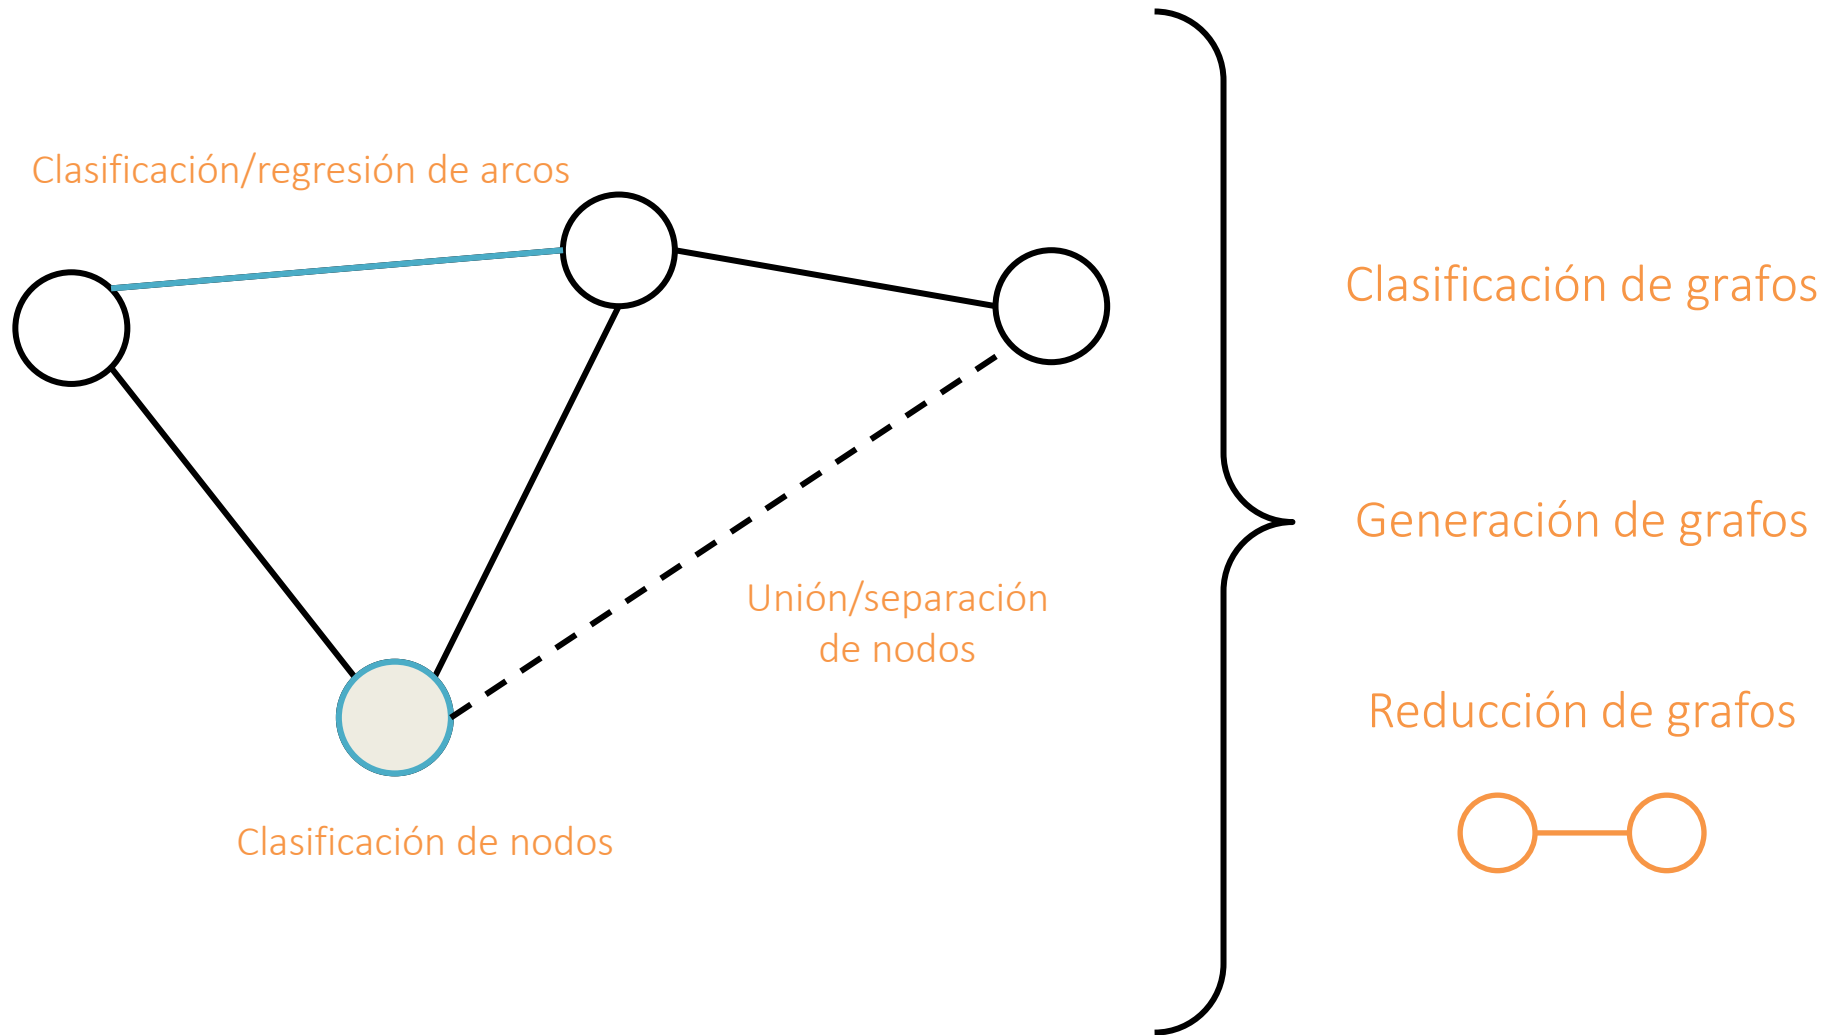 Clasificación/regresión de arcos
Unión/separación
de nodos
Clasificación de nodos
Clasificación de grafos
Generación de grafos
Reducción de grafos